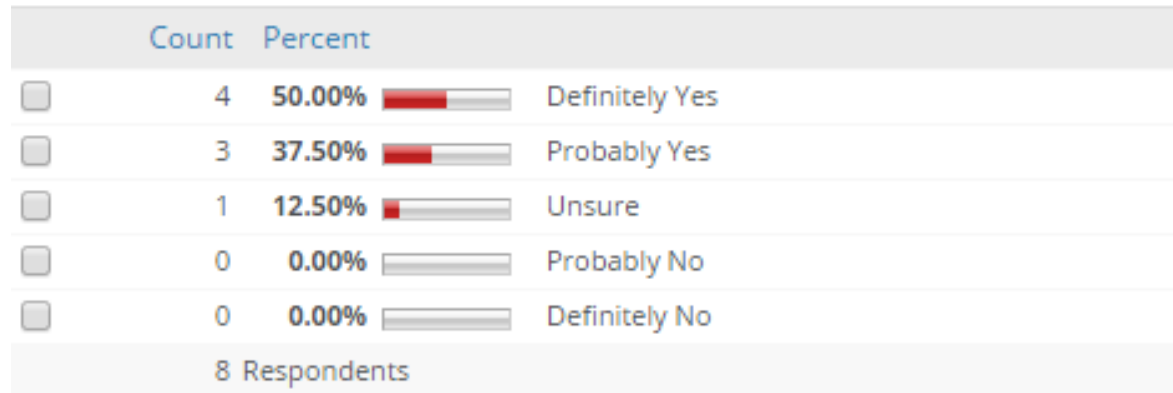 Count Percent
4 50.00% Definitely Yes
3 37.50% Probably Yes
1 12.50% Unsure
0 0.00% Probably No
0 0.00% Definitely No
8 Respondents